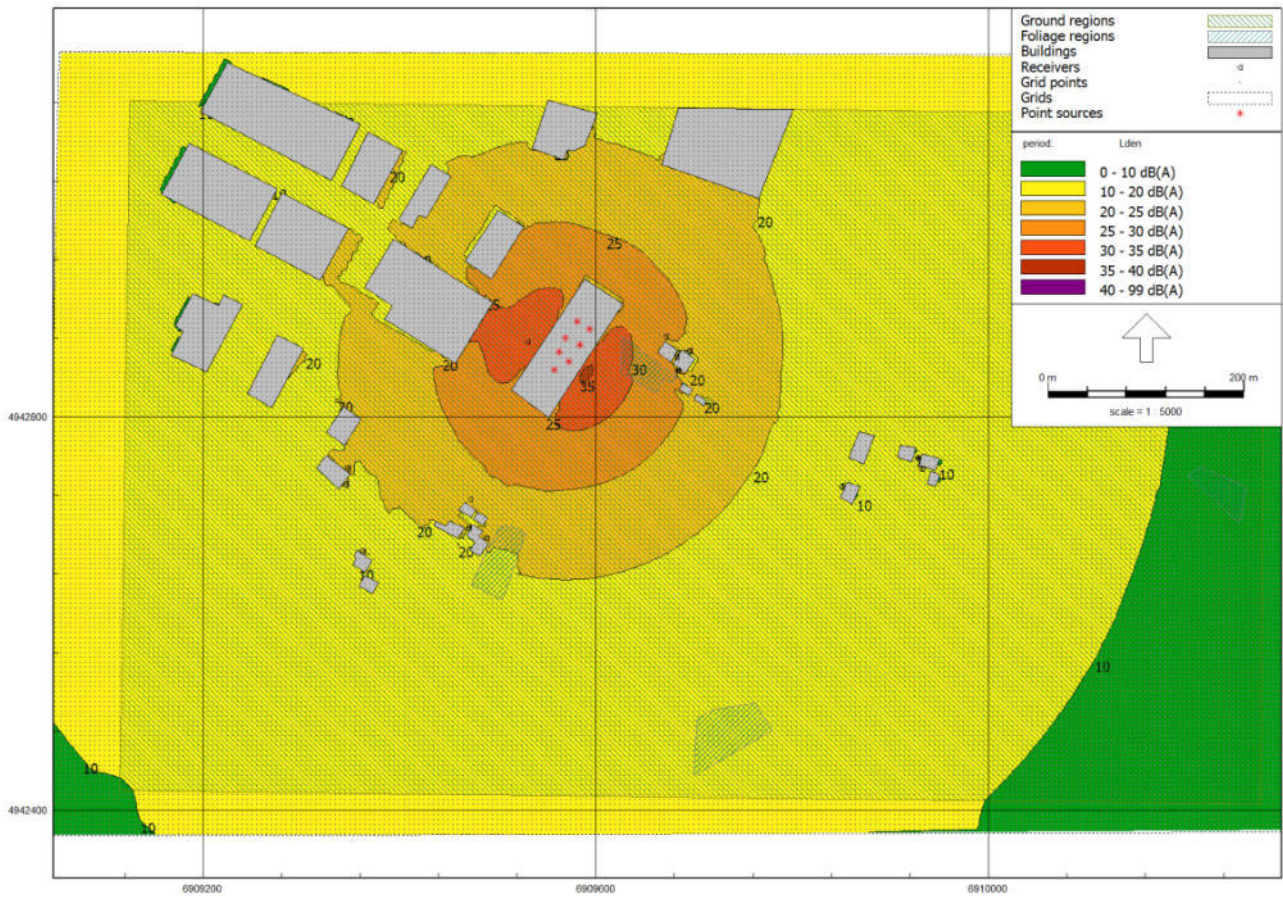 Ground regions
Foliage regions
Buildings
Receivers
Grid points
Grids
Point sources
period: Lden
0 - 10 dB(A)
10 - 20 dB(A)
20 - 25 dB(A)
25 - 30 dB(A)
30 - 35 dB(A)
35 - 40 dB(A)
40 - 99 dB(A)
0 m 200 m
scale = 1 : 5000
20
20
25
20
20
30
20
35
20
25
20
20
10
10
20
20
10
10
10
10
4942800
4942400
6909200 6909600 6910000